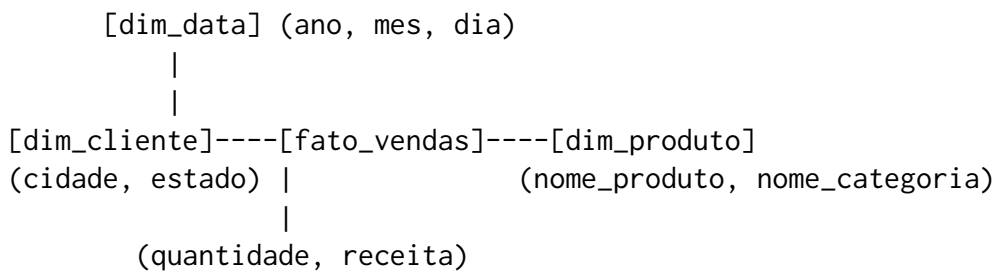 [dim_data] (ano, mes, dia)
|
|
[dim_cliente]----[fato_vendas]----[dim_produto]
(cidade, estado) | (nome_produto, nome_categoria)
|
(quantidade, receita)